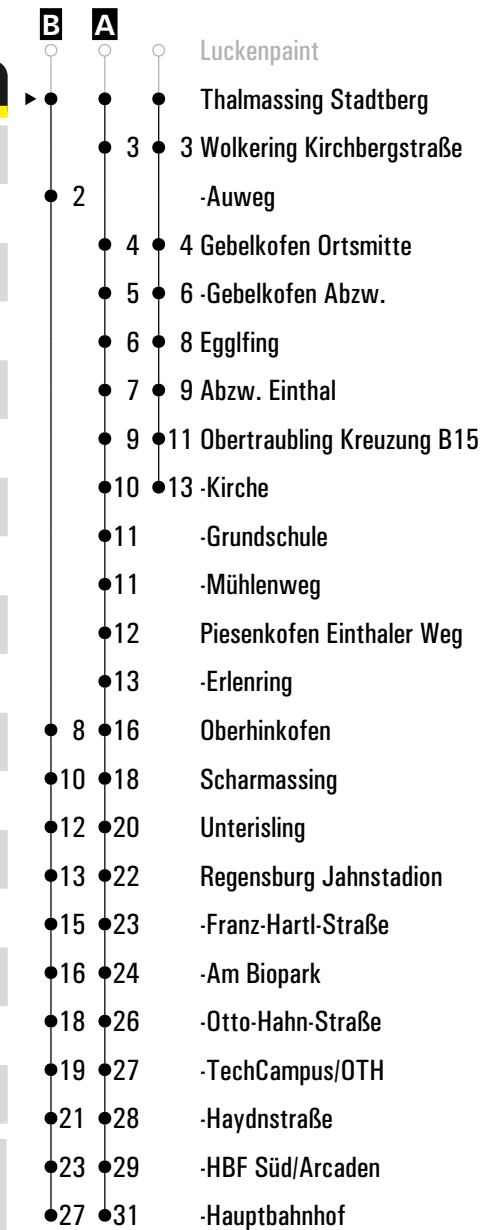 B A
Luckenpaint
Thalmassing Stadtberg
3 3 Wolkering Kirchbergstraße
2 -Auweg
4 4 Gebelkofen Ortsmitte
5 6 -Gebelkofen Abzw.
6 8 Egglfing
7 9 Abzw. Einthal
9 11 Obertraubling Kreuzung B15
10 13 -Kirche
11 -Grundschule
11 -Mühlenweg
12 Piesenkofen Einthaler Weg
13 -Erlenring
8 16 Oberhinkofen
10 18 Scharmassing
12 20 Unterisling
13 22 Regensburg Jahnstadion
15 23 -Franz-Hartl-Straße
16 24 -Am Biopark
18 26 -Otto-Hahn-Straße
19 27 -TechCampus/OTH
21 28 -Haydnstraße
23 29 -HBF Süd/Arcaden
27 31 -Hauptbahnhof